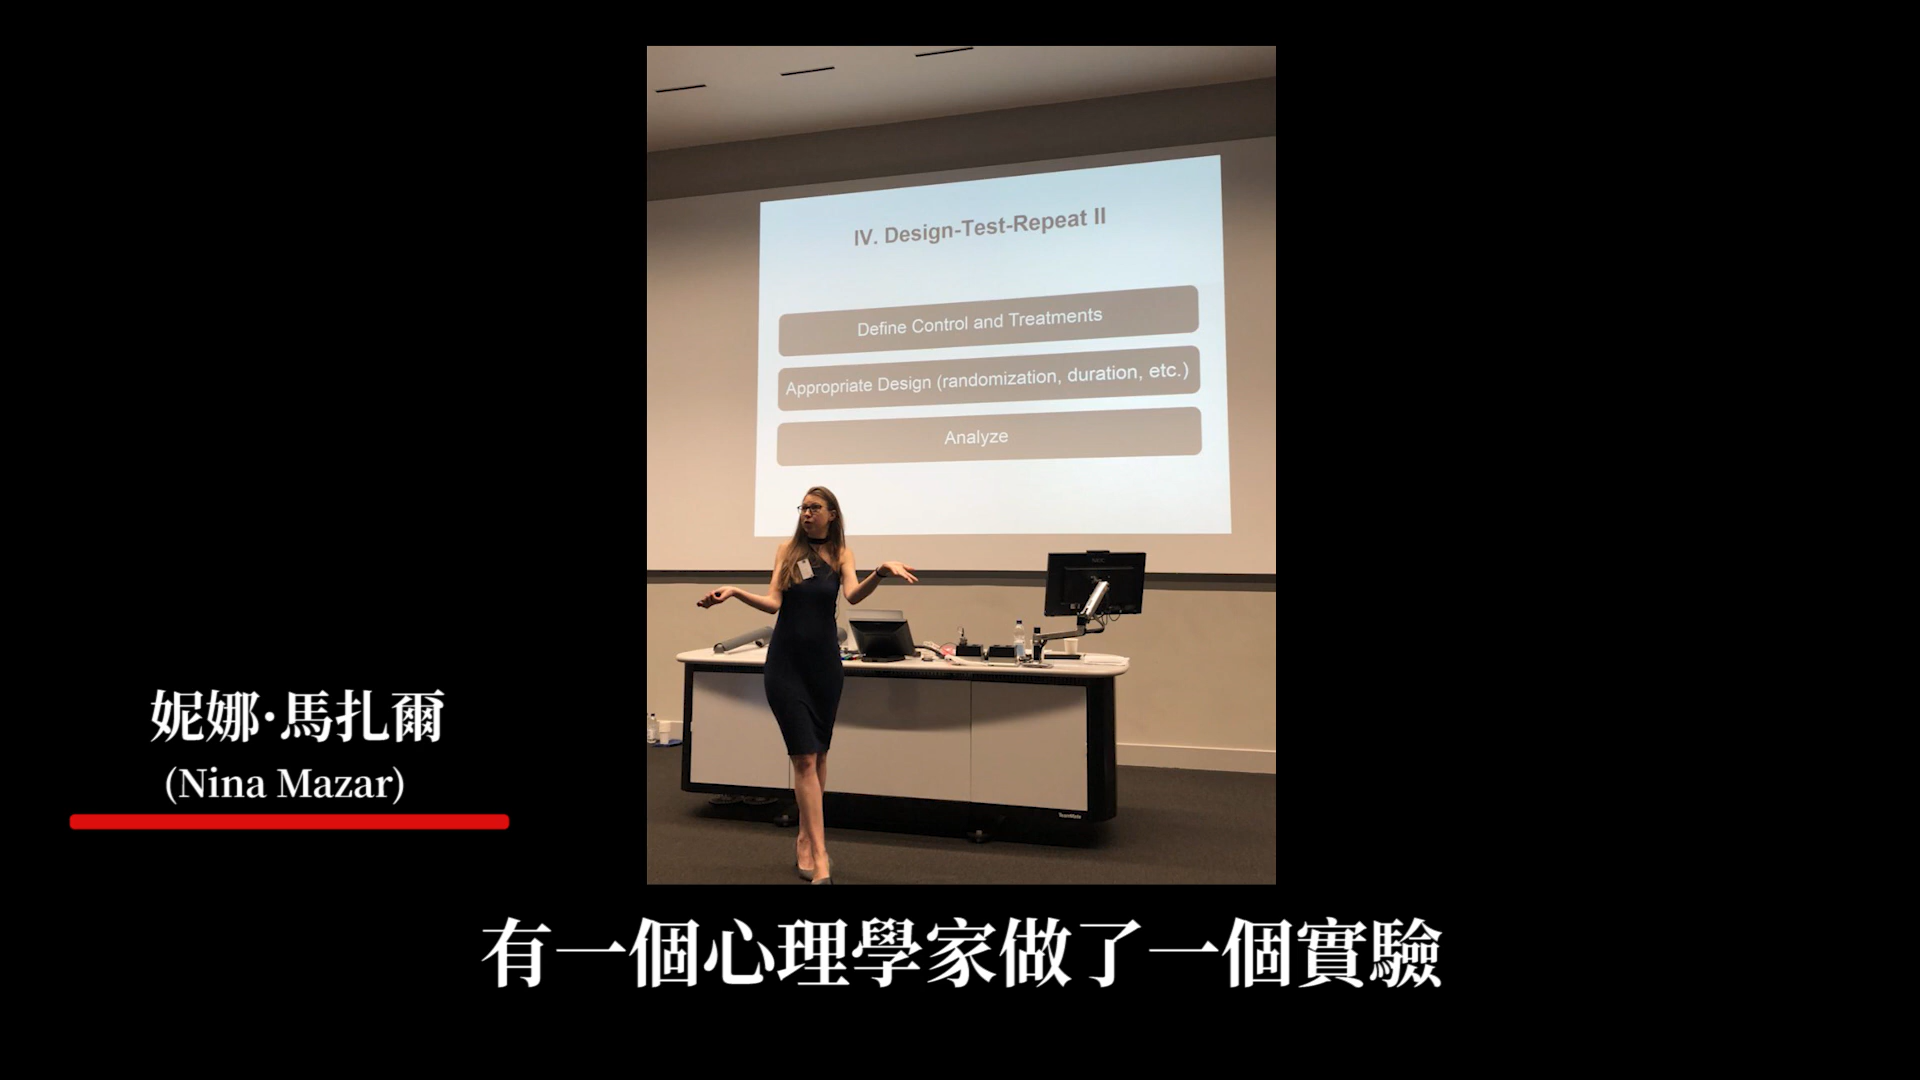 IV. Design-Test-Repeat II
Define Control and Treatments
Appropriate Design (randomization, duration, etc.)
Analyze
NEC
妮娜·馬扎爾
(Nina Mazar)
有一個心理學家做了一個實驗